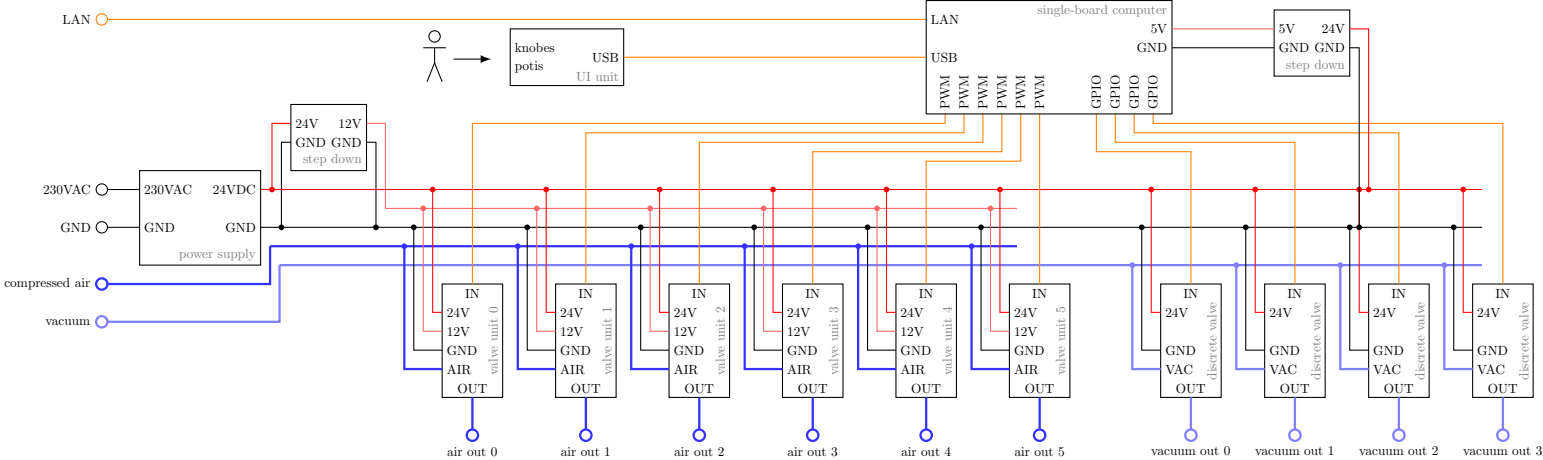 LAN
LAN
single-board computer
5V
GND
USB
PWM
PWM
PWM
PWM
PWM
PWM
GPIO
GPIO
GPIO
GPIO
5V 24V
GND GND
step down
knobes
potis
USB
UI unit
24V 12V
GND GND
step down
230VAC
230VAC 24VDC
GND
GND GND
power supply
compressed air
vacuum
IN
24V
12V
GND
AIR
OUT
valve unit 0
IN
24V
12V
GND
AIR
OUT
valve unit 1
IN
24V
12V
GND
AIR
OUT
valve unit 2
IN
24V
12V
GND
AIR
OUT
valve unit 3
IN
24V
12V
GND
AIR
OUT
valve unit 4
IN
24V
12V
GND
AIR
OUT
valve unit 5
IN
24V
GND
VAC
OUT
discrete valve
IN
24V
GND
VAC
OUT
discrete valve
IN
24V
GND
VAC
OUT
discrete valve
IN
24V
GND
VAC
OUT
discrete valve
air out 0
air out 1
air out 2
air out 3
air out 4
air out 5
vacuum out 0
vacuum out 1
vacuum out 2
vacuum out 3